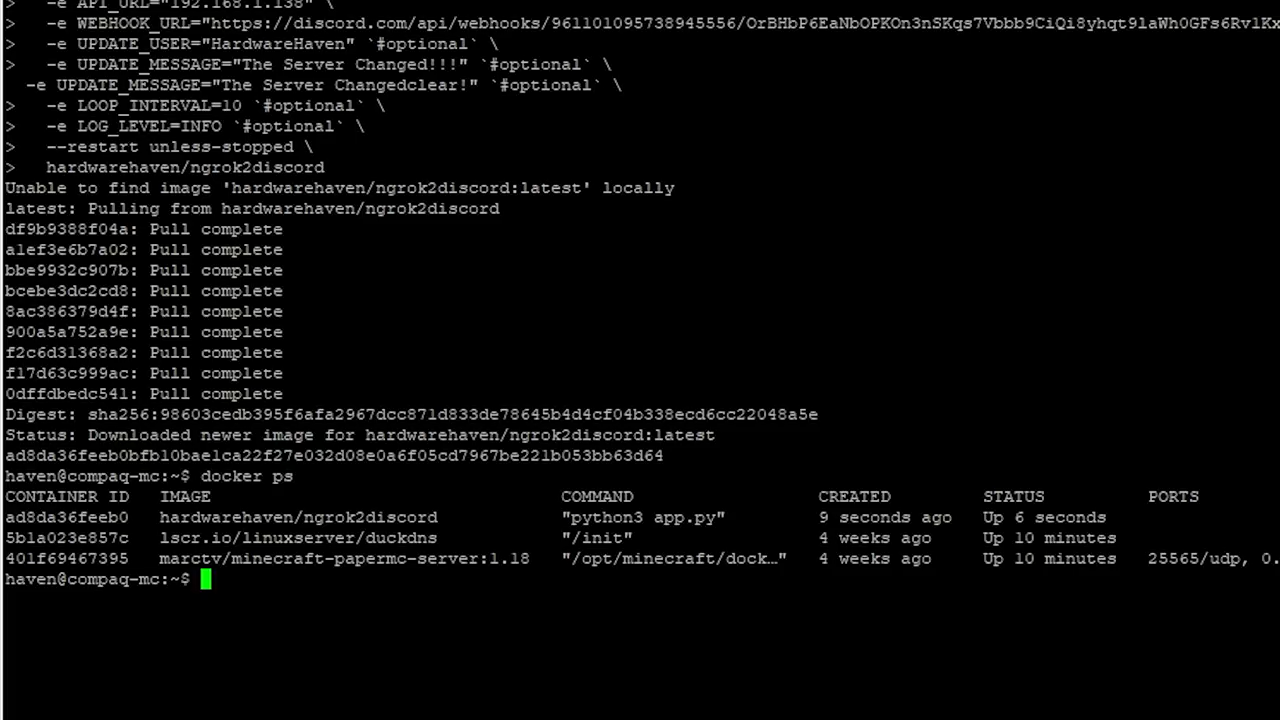 -e API_URL="192.168.1.138" \
>    -e WEBHOOK_URL="https://discord.com/api/webhooks/961101095738945556/OrBHbP6EaNbOPKOn3nSKqs7Vbbb9CiQi8yhqt9laWh0GFs6Rv1Kx
>    -e UPDATE_USER="HardwareHaven" `#optional` \
>    -e UPDATE_MESSAGE="The Server Changed!!!" `#optional` \
-e UPDATE_MESSAGE="The Server Changedclear!" `#optional` \
>    -e LOOP_INTERVAL=10 `#optional` \
>    -e LOG_LEVEL=INFO `#optional` \
>    --restart unless-stopped \
>    hardwarehaven/ngrok2discord
Unable to find image 'hardwarehaven/ngrok2discord:latest' locally
latest: Pulling from hardwarehaven/ngrok2discord
df9b9388f04a: Pull complete
a1ef3e6b7a02: Pull complete
bbe9932c907b: Pull complete
bcebe3dc2cd8: Pull complete
8ac386379d4f: Pull complete
900a5a752a9e: Pull complete
f2c6d31368a2: Pull complete
f17d63c999ac: Pull complete
0dffdbedc541: Pull complete
Digest: sha256:98603cedb395f6afa2967dcc871d833de78645b4d4cf04b338ecd6cc22048a5e
Status: Downloaded newer image for hardwarehaven/ngrok2discord:latest
ad8da36feeb0bfb10bae1ca22f27e032d08e0a6f05cd7967be221b053bb63d64
haven@compaq-mc:~$ docker ps
CONTAINER ID   IMAGE   COMMAND   CREATED   STATUS   PORTS
ad8da36feeb0   hardwarehaven/ngrok2discord   "python3 app.py"   9 seconds ago   Up 6 seconds
5b1a023e857c   lscr.io/linuxserver/duckdns   "/init"   4 weeks ago   Up 10 minutes
401f69467395   marctv/minecraft-papermc-server:1.18   "/opt/minecraft/dock…"   4 weeks ago   Up 10 minutes   25565/udp, 0.
haven@compaq-mc:~$